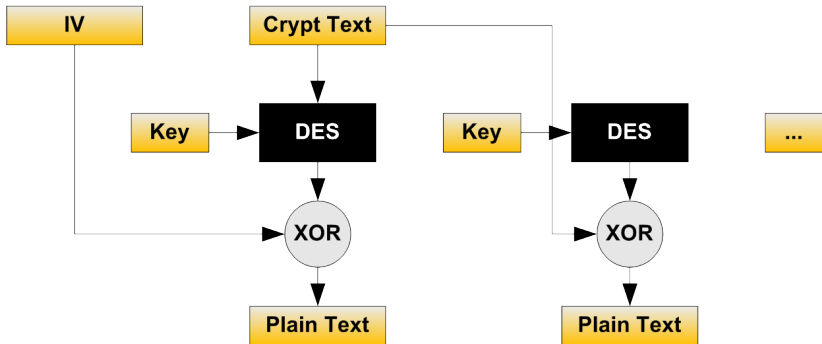 IV
Crypt Text
Key
DES
Key
DES
...
XOR
XOR
Plain Text
Plain Text